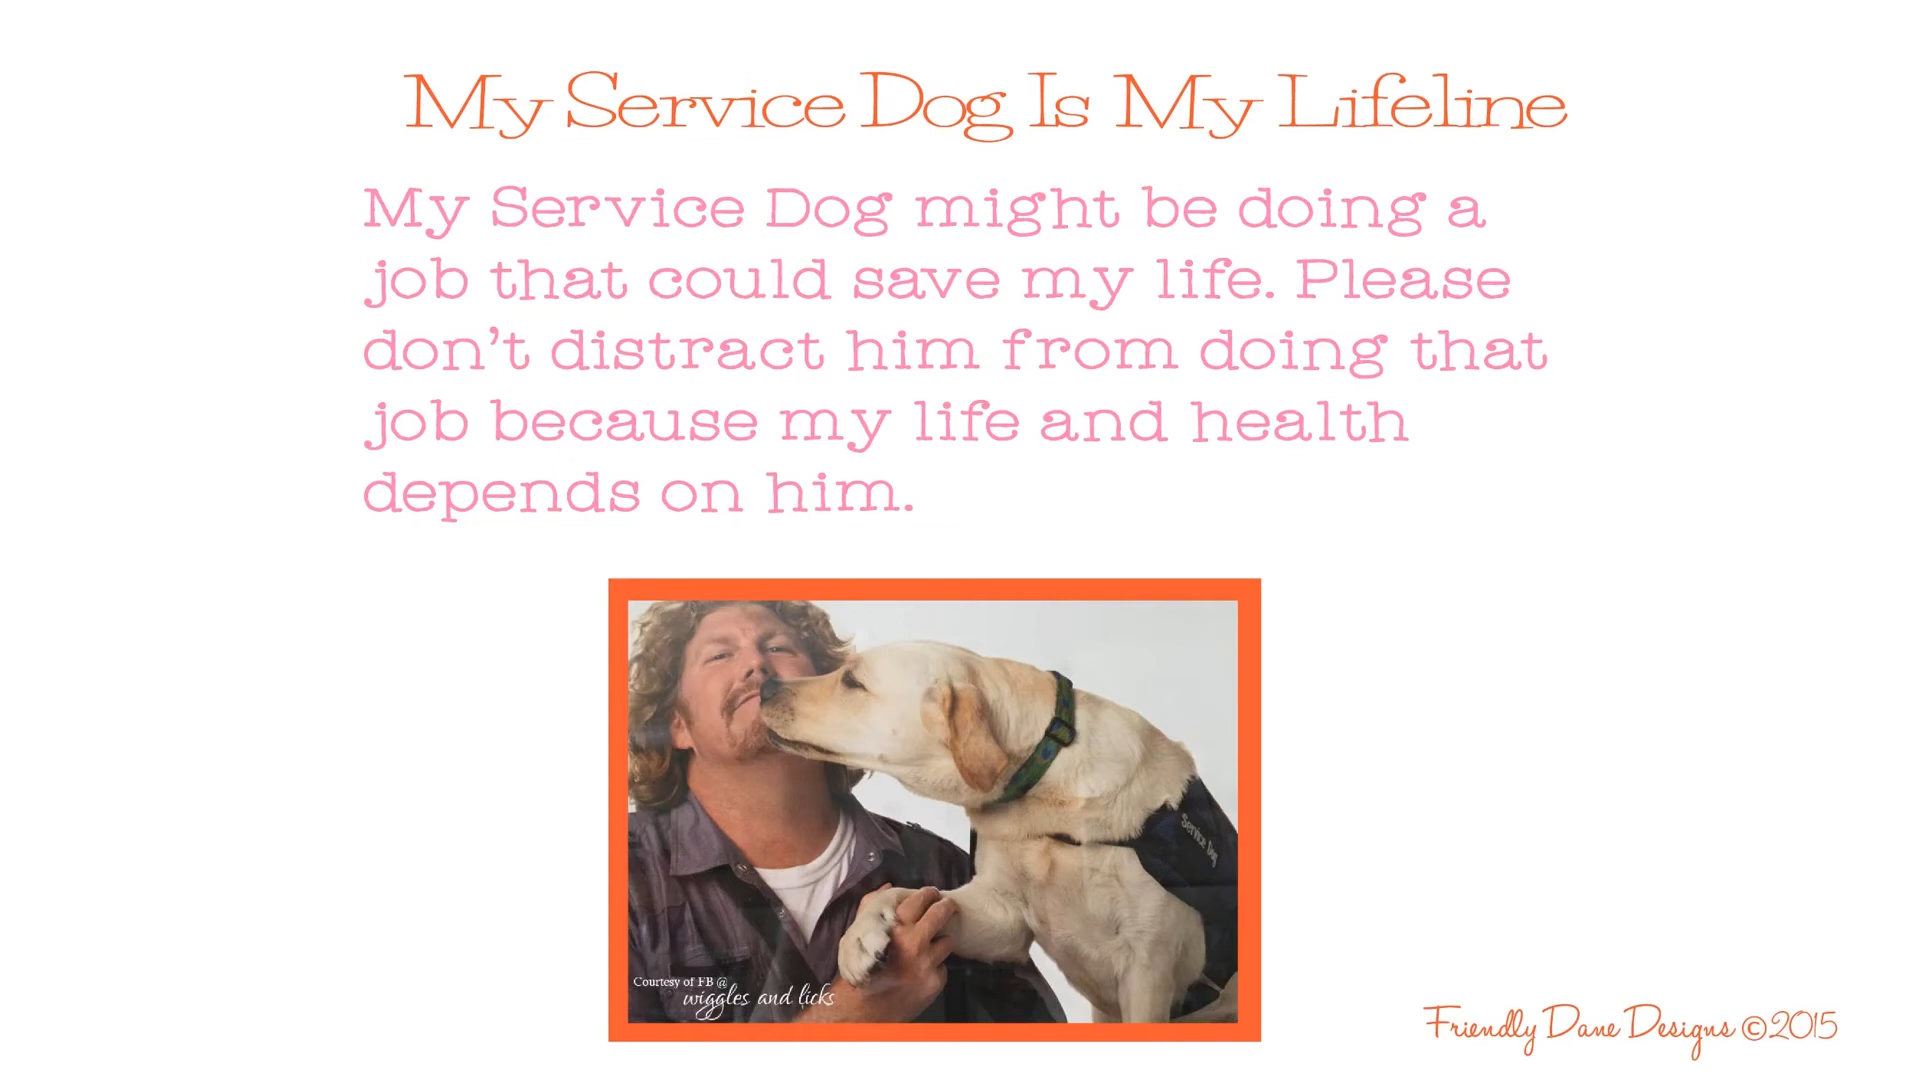 My Service Dog Is My Lifeline
My Service Dog might be doing a
job that could save my life. Please
don't distract him from doing that
job because my life and health
depends on him.
Service Dog
Courtesy of FB @
wiggles and licks
Friendly Dane Designs ©2015